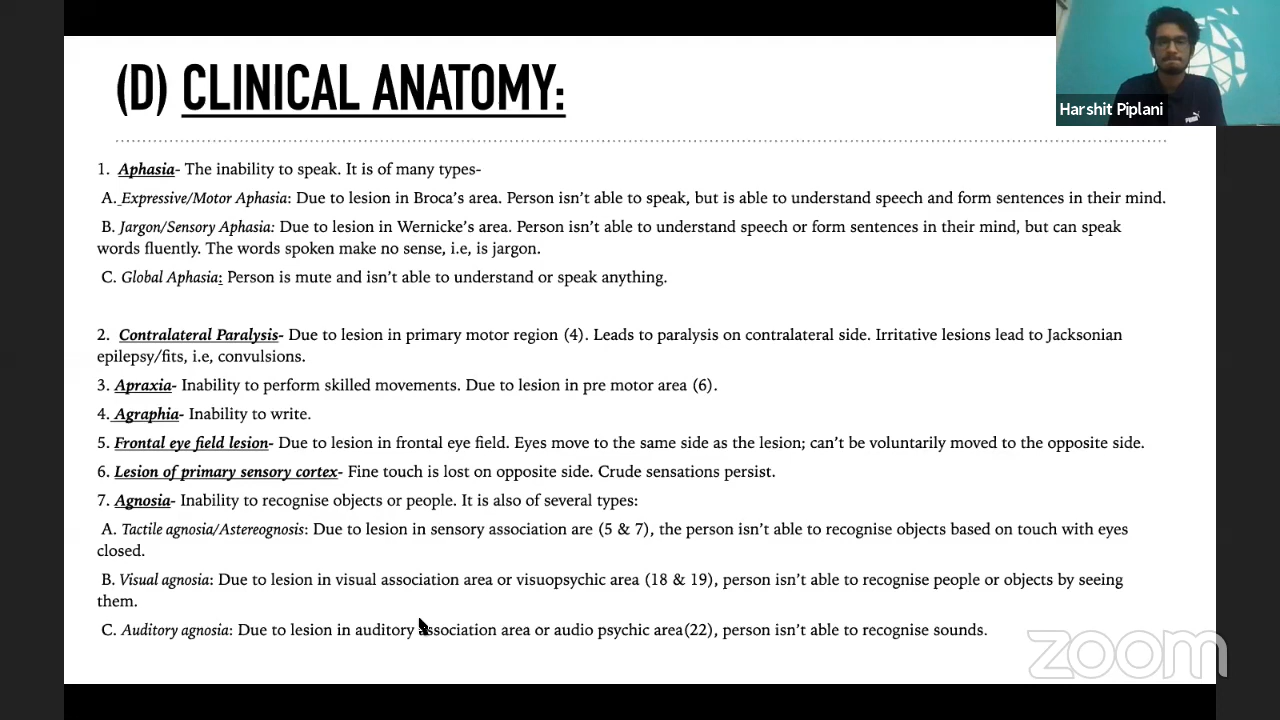 (D) CLINICAL ANATOMY:
Harshit Piplani
1. Aphasia- The inability to speak. It is of many types-
A. Expressive/Motor Aphasia: Due to lesion in Broca's area. Person isn't able to speak, but is able to understand speech and form sentences in their mind.
B. Jargon/Sensory Aphasia: Due to lesion in Wernicke's area. Person isn't able to understand speech or form sentences in their mind, but can speak
words fluently. The words spoken make no sense, i.e, is jargon.
C. Global Aphasia: Person is mute and isn't able to understand or speak anything.
2. Contralateral Paralysis- Due to lesion in primary motor region (4). Leads to paralysis on contralateral side. Irritative lesions lead to Jacksonian
epilepsy/fits, i.e, convulsions.
3. Apraxia- Inability to perform skilled movements. Due to lesion in pre motor area (6).
4. Agraphia- Inability to write.
5. Frontal eye field lesion- Due to lesion in frontal eye field. Eyes move to the same side as the lesion; can't be voluntarily moved to the opposite side.
6. Lesion of primary sensory cortex- Fine touch is lost on opposite side. Crude sensations persist.
7. Agnosia- Inability to recognise objects or people. It is also of several types:
A. Tactile agnosia/Astereognosis: Due to lesion in sensory association are (5 & 7), the person isn't able to recognise objects based on touch with eyes
closed.
B. Visual agnosia: Due to lesion in visual association area or visuopsychic area (18 & 19), person isn't able to recognise people or objects by seeing
them.
C. Auditory agnosia: Due to lesion in auditory association area or audio psychic area(22), person isn't able to recognise sounds.
zoom